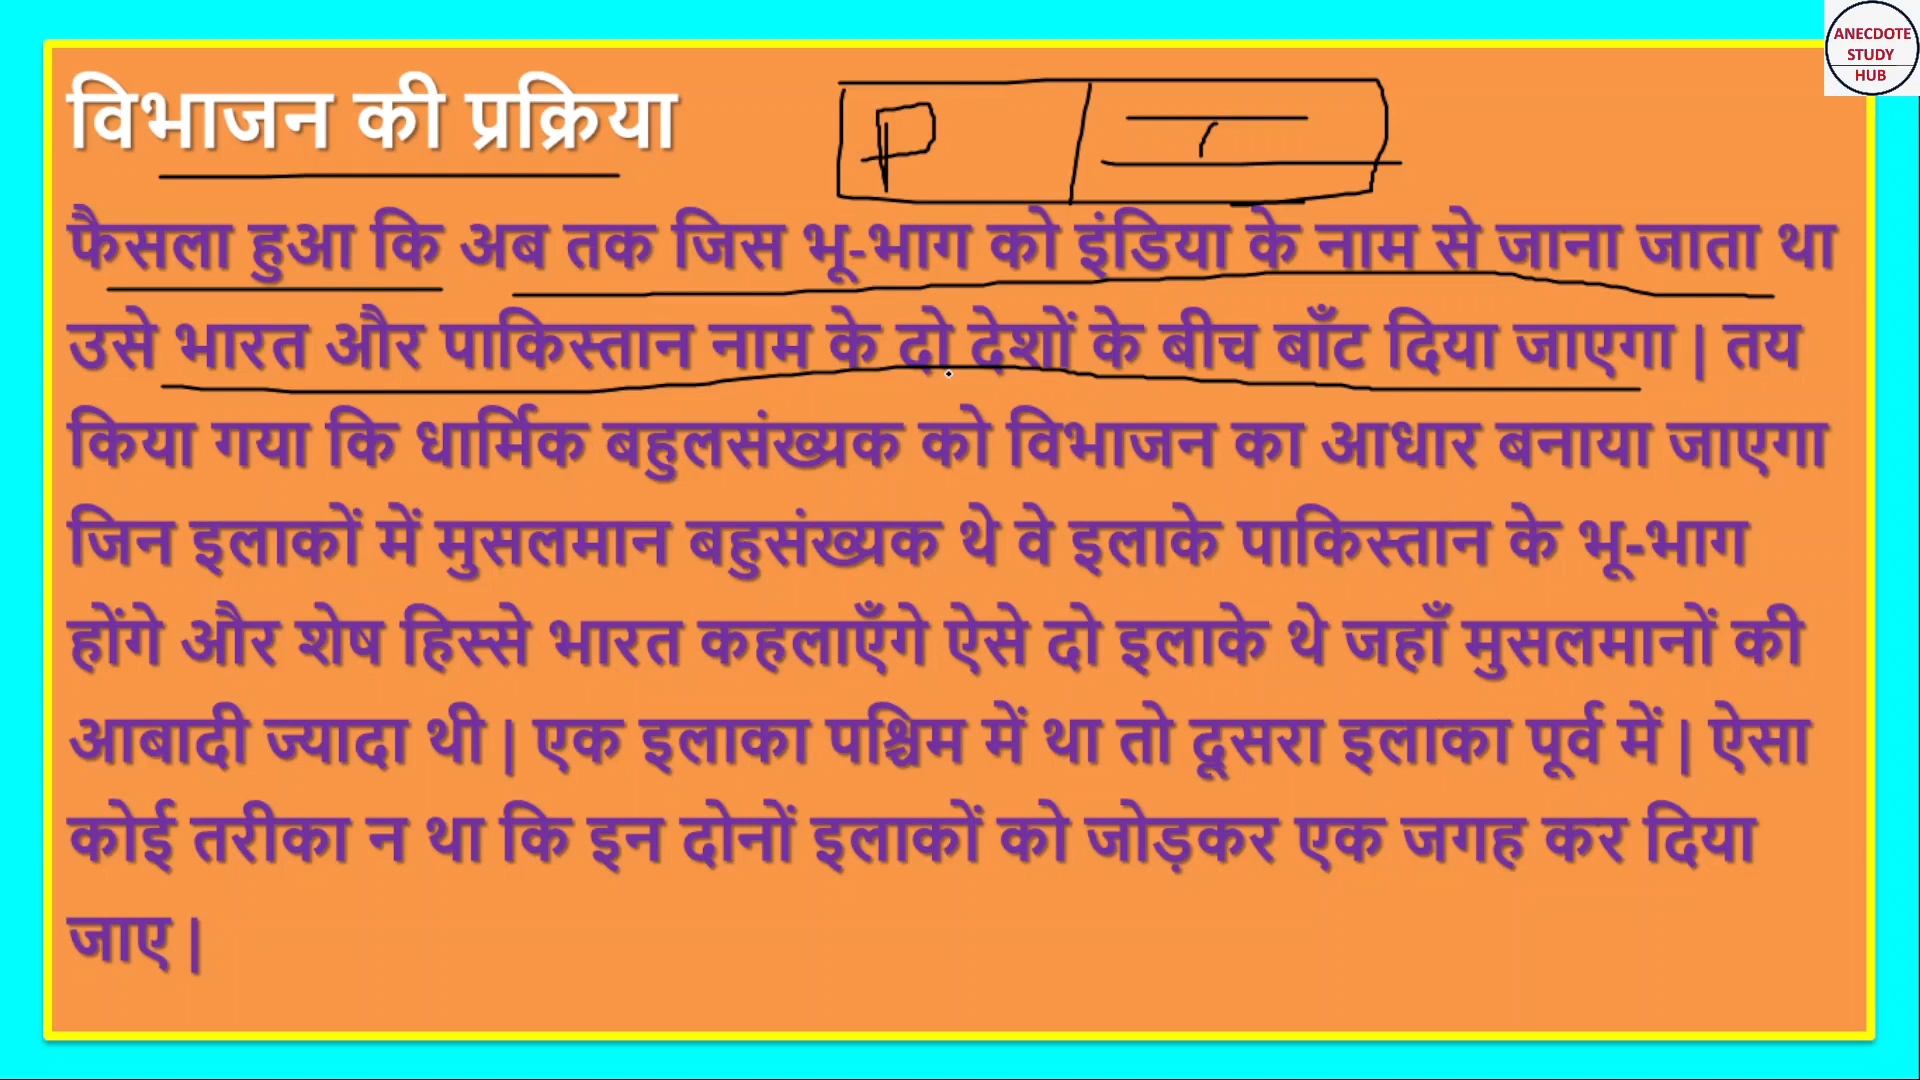 ANECDOTE
STUDY
HUB
विभाजन की प्रक्रिया
P
फैसला हुआ कि अब तक जिस भू-भाग को इंडिया के नाम से जाना जाता था
उसे भारत और पाकिस्तान नाम के दो देशों के बीच बाँट दिया जाएगा | तय
किया गया कि धार्मिक बहुलसंख्यक को विभाजन का आधार बनाया जाएगा
जिन इलाकों में मुसलमान बहुसंख्यक थे वे इलाके पाकिस्तान के भू-भाग
होंगे और शेष हिस्से भारत कहलाएँगे ऐसे दो इलाके थे जहाँ मुसलमानों की
आबादी ज्यादा थी | एक इलाका पश्चिम में था तो दूसरा इलाका पूर्व में | ऐसा
कोई तरीका न था कि इन दोनों इलाकों को जोड़कर एक जगह कर दिया
जाए |